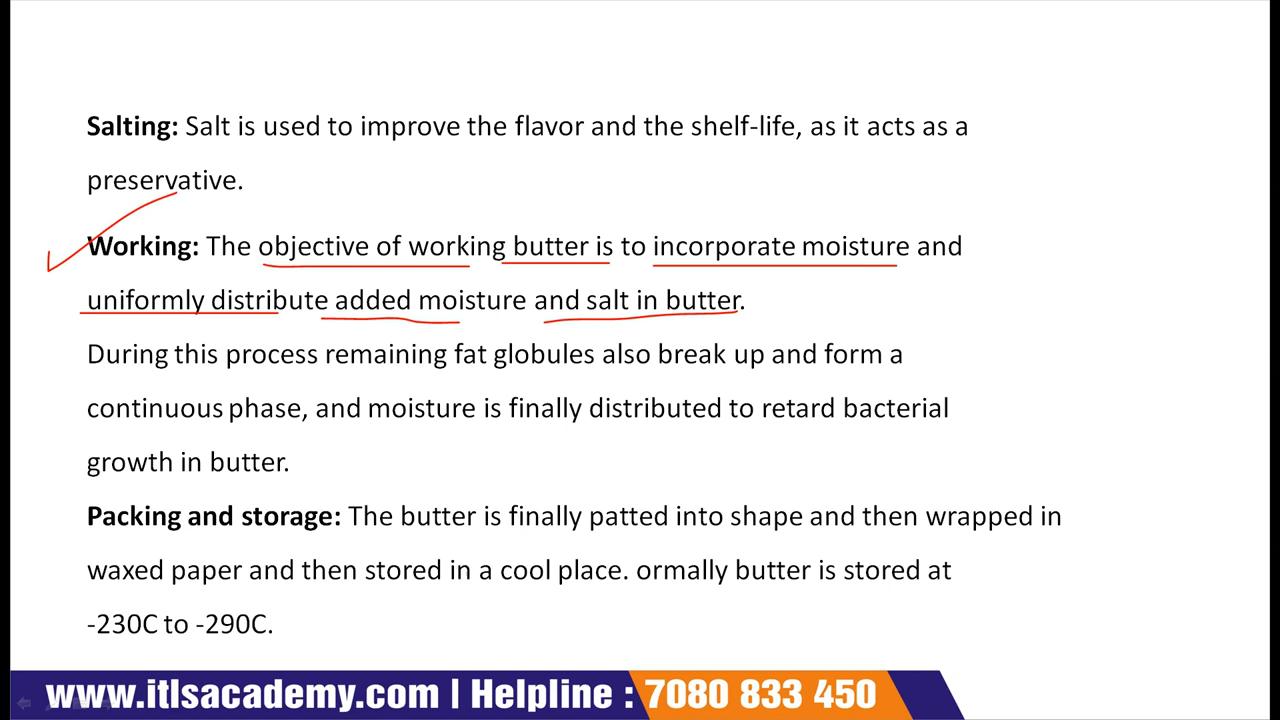 Salting: Salt is used to improve the flavor and the shelf-life, as it acts as a
preservative.
Working: The objective of working butter is to incorporate moisture and
uniformly distribute added moisture and salt in butter.
During this process remaining fat globules also break up and form a
continuous phase, and moisture is finally distributed to retard bacterial
growth in butter.
Packing and storage: The butter is finally patted into shape and then wrapped in
waxed paper and then stored in a cool place. ormally butter is stored at
-230C to -290C.
www.itlsacademy.com | Helpline : 7080 833 450